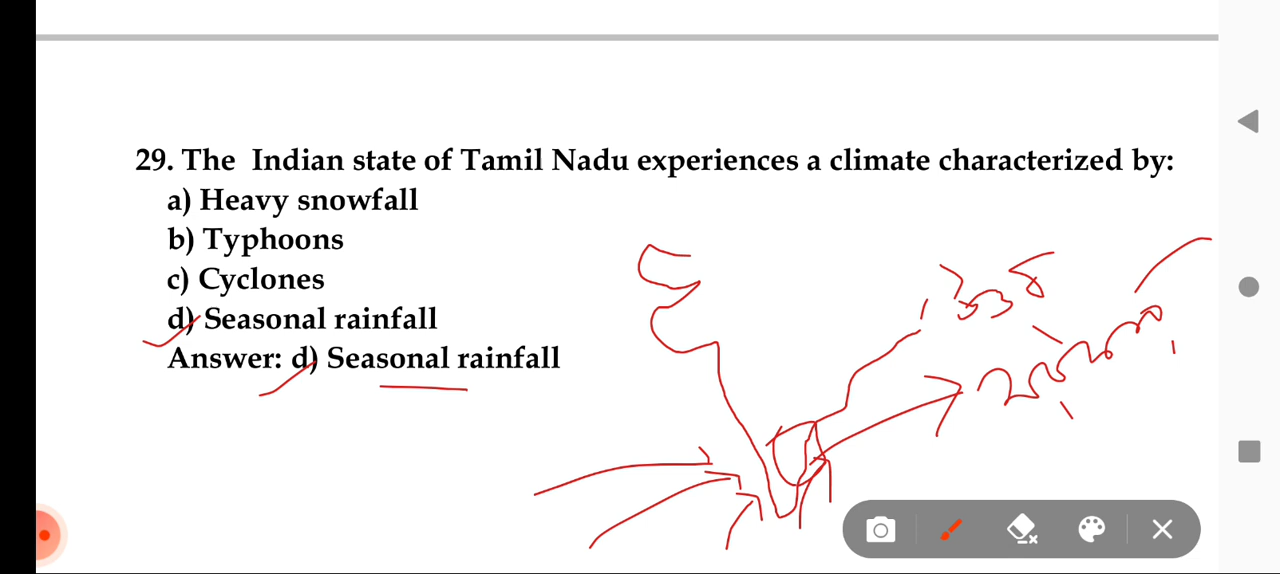 29. The Indian state of Tamil Nadu experiences a climate characterized by:
a) Heavy snowfall
b) Typhoons
c) Cyclones
d) Seasonal rainfall
Answer: d) Seasonal rainfall